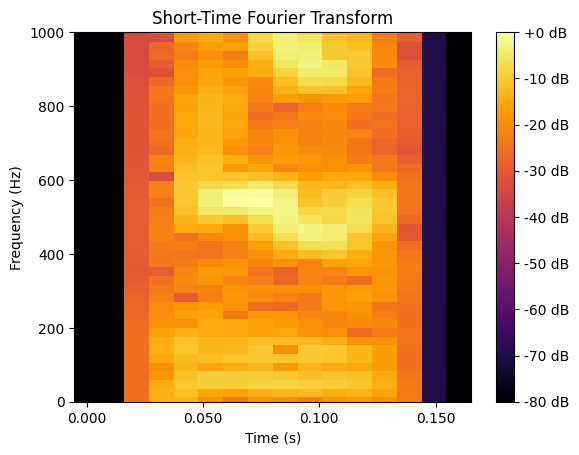 Short-Time Fourier Transform
1000
800
600
400
200
0
Frequency (Hz)
0.000
0.050
0.100
0.150
Time (s)
+0 dB
-10 dB
-20 dB
-30 dB
-40 dB
-50 dB
-60 dB
-70 dB
-80 dB